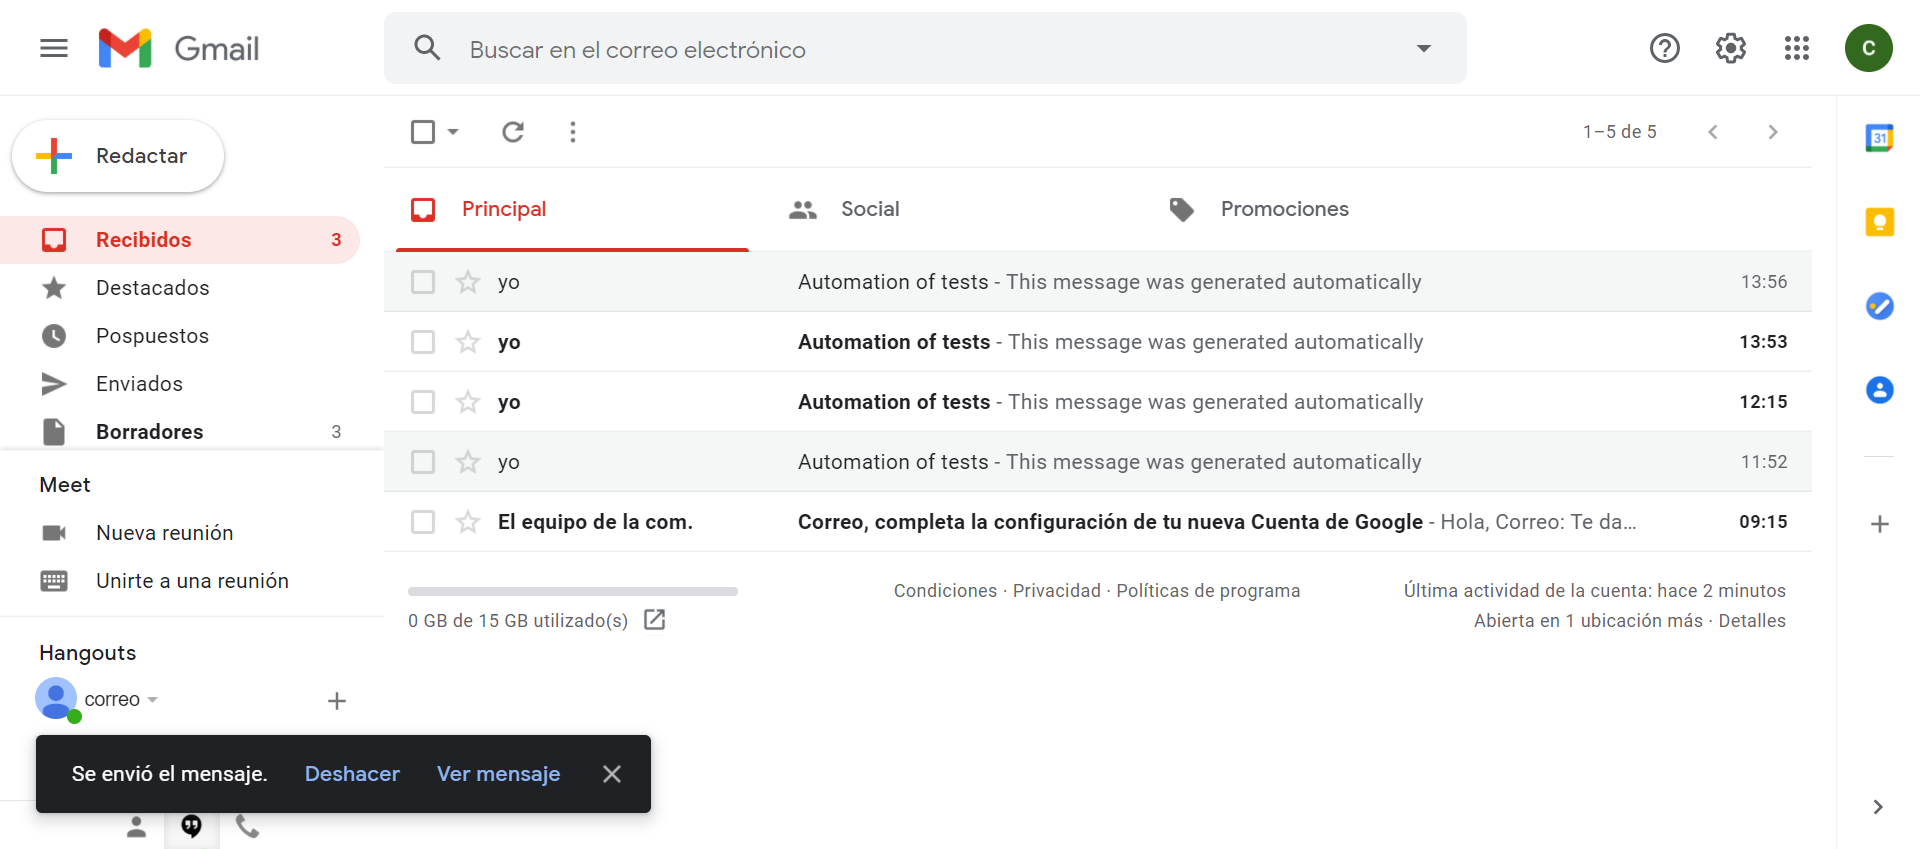 Gmail
Buscar en el correo electrónico
C
Redactar
1–5 de 5
31
Principal
Social
Promociones
Recibidos 3
Destacados
Pospuestos
Enviados
Borradores 3
yo Automation of tests - This message was generated automatically 13:56
yo Automation of tests - This message was generated automatically 13:53
yo Automation of tests - This message was generated automatically 12:15
yo Automation of tests - This message was generated automatically 11:52
El equipo de la com. Correo, completa la configuración de tu nueva Cuenta de Google - Hola, Correo: Te da... 09:15
Meet
Nueva reunión
Unirte a una reunión
Hangouts
correo
0 GB de 15 GB utilizado(s)
Condiciones · Privacidad · Políticas de programa
Última actividad de la cuenta: hace 2 minutos
Abierta en 1 ubicación más · Detalles
Se envió el mensaje. Deshacer Ver mensaje